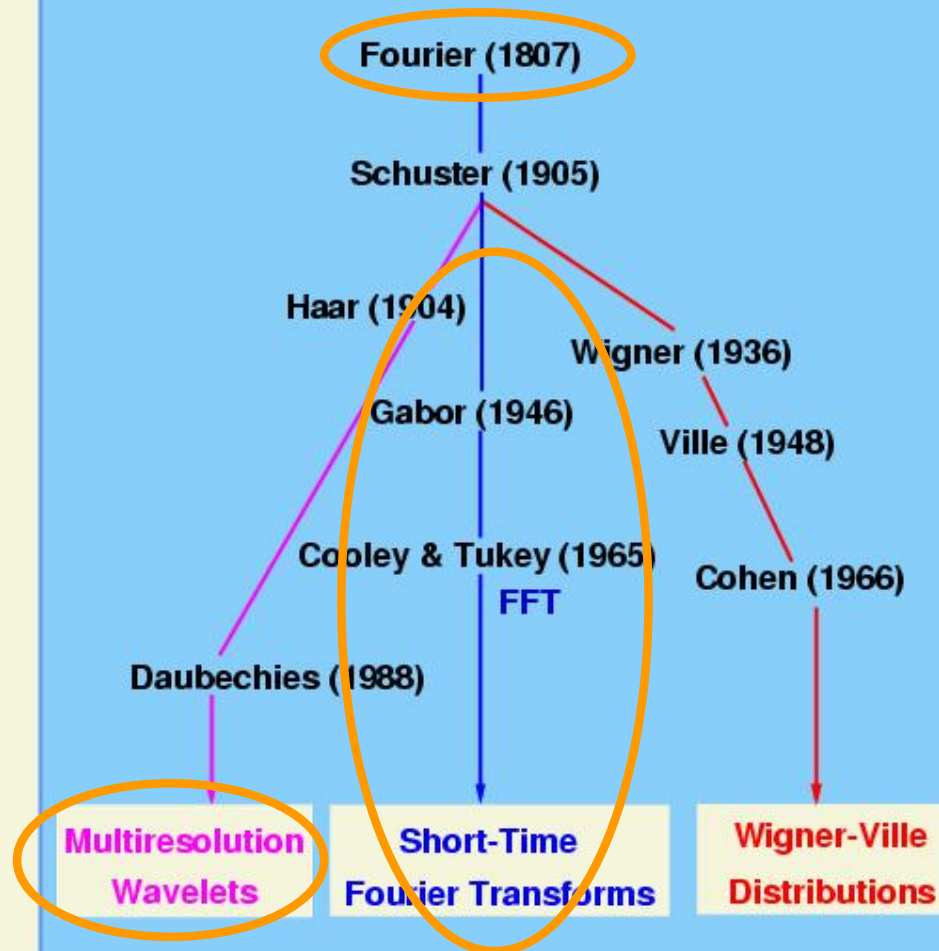 Fourier (1807)
Schuster (1905)
Haar (1904)
Wigner (1936)
Gabor (1946)
Ville (1948)
Cooley & Tukey (1965)
FFT
Cohen (1966)
Daubechies (1988)
Multiresolution
Wavelets
Short-Time
Fourier Transforms
Wigner-Ville
Distributions